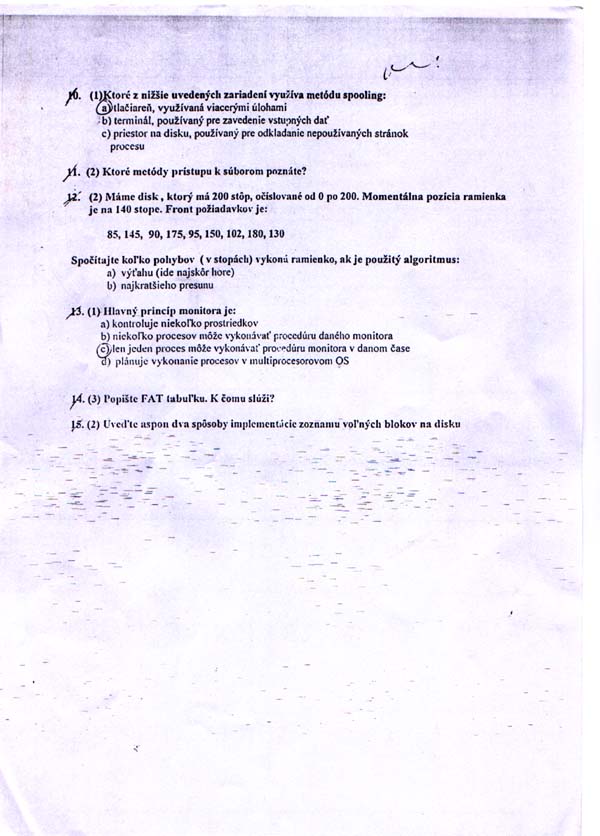 10. (1)Ktoré z nižšie uvedených zariadení využíva metódu spooling:
a) tlačiareň, využívaná viacerými úlohami
b) terminál, používaný pre zavedenie vstupných dať
c) priestor na disku, používaný pre odkladanie nepoužívaných stránok
procesu
11. (2) Ktoré metódy prístupu k súborom poznáte?
12. (2) Máme disk , ktorý má 200 stôp, očíslované od 0 po 200. Momentálna pozícia ramienka
je na 140 stope. Front požiadavkov je:
85, 145, 90, 175, 95, 150, 102, 180, 130
Spočítajte koľko pohybov ( v stopách) vykoná ramienko, ak je použitý algoritmus:
a) výťahu (ide najskôr hore)
b) najkratšieho presunu
13. (1) Hlavný princíp monitora je:
a) kontroluje niekoľko prostriedkov
b) niekoľko procesov môže vykonávať procedúru daného monitora
c) len jeden proces môže vykonávať procedúru monitora v danom čase
d) plánuje vykonanie procesov v multiprocesorovom OS
14. (3) Popíšte FAT tabuľku. K čomu slúži?
15. (2) Uveďte aspon dva spôsoby implementácie zoznamu voľných blokov na disku